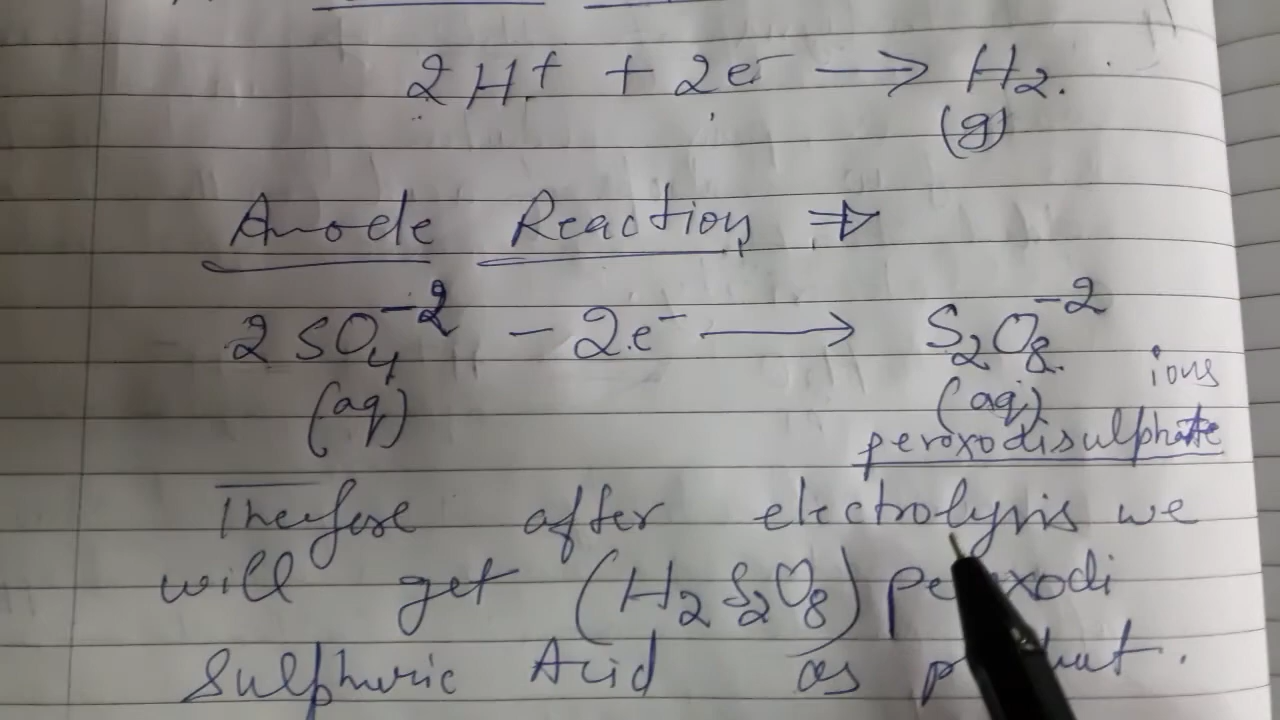 2H+ + 2e- → H2.
(g)
Anode Reaction ⇒
2SO4-2 - 2e- → S2O8-2
(aq) (aq) ions
peroxodisulphate
Therefore after electrolysis we
will get (H2S2O8) peroxodi
Sulphuric Acid as